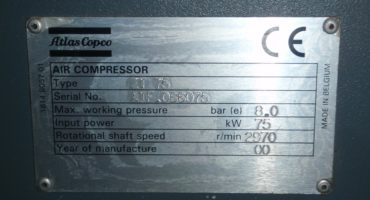 Atlas Copco
CE
AIR COMPRESSOR
Type
Serial No.
Max. working pressure bar (e) 8.0
Input power kW 75
Rotational shaft speed r/min 2970
Year of manufacture 00
MADE IN BELGIUM